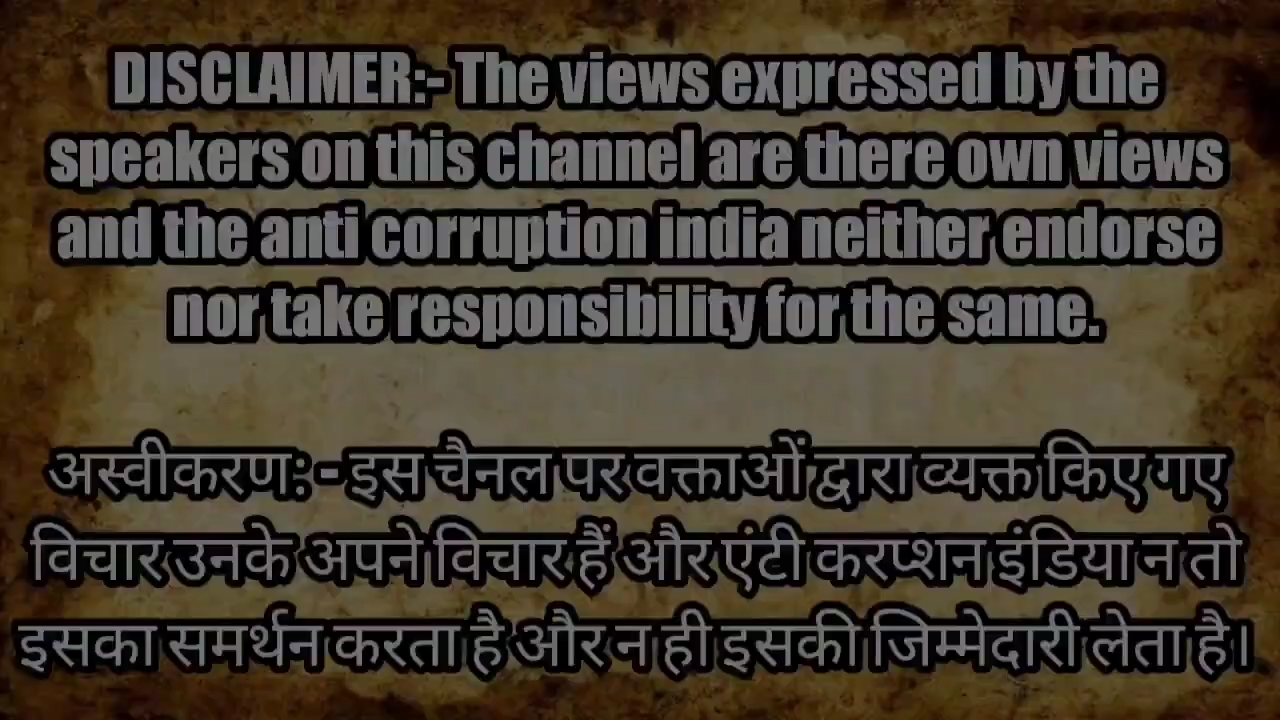 DISCLAIMER:- The views expressed by the
speakers on this channel are there own views
and the anti corruption india neither endorse
nor take responsibility for the same.
अस्वीकरण: - इस चैनल पर वक्ताओं द्वारा व्यक्त किए गए
विचार उनके अपने विचार हैं और एंटी करप्शन इंडिया न तो
इसका समर्थन करता है और न ही इसकी जिम्मेदारी लेता है।